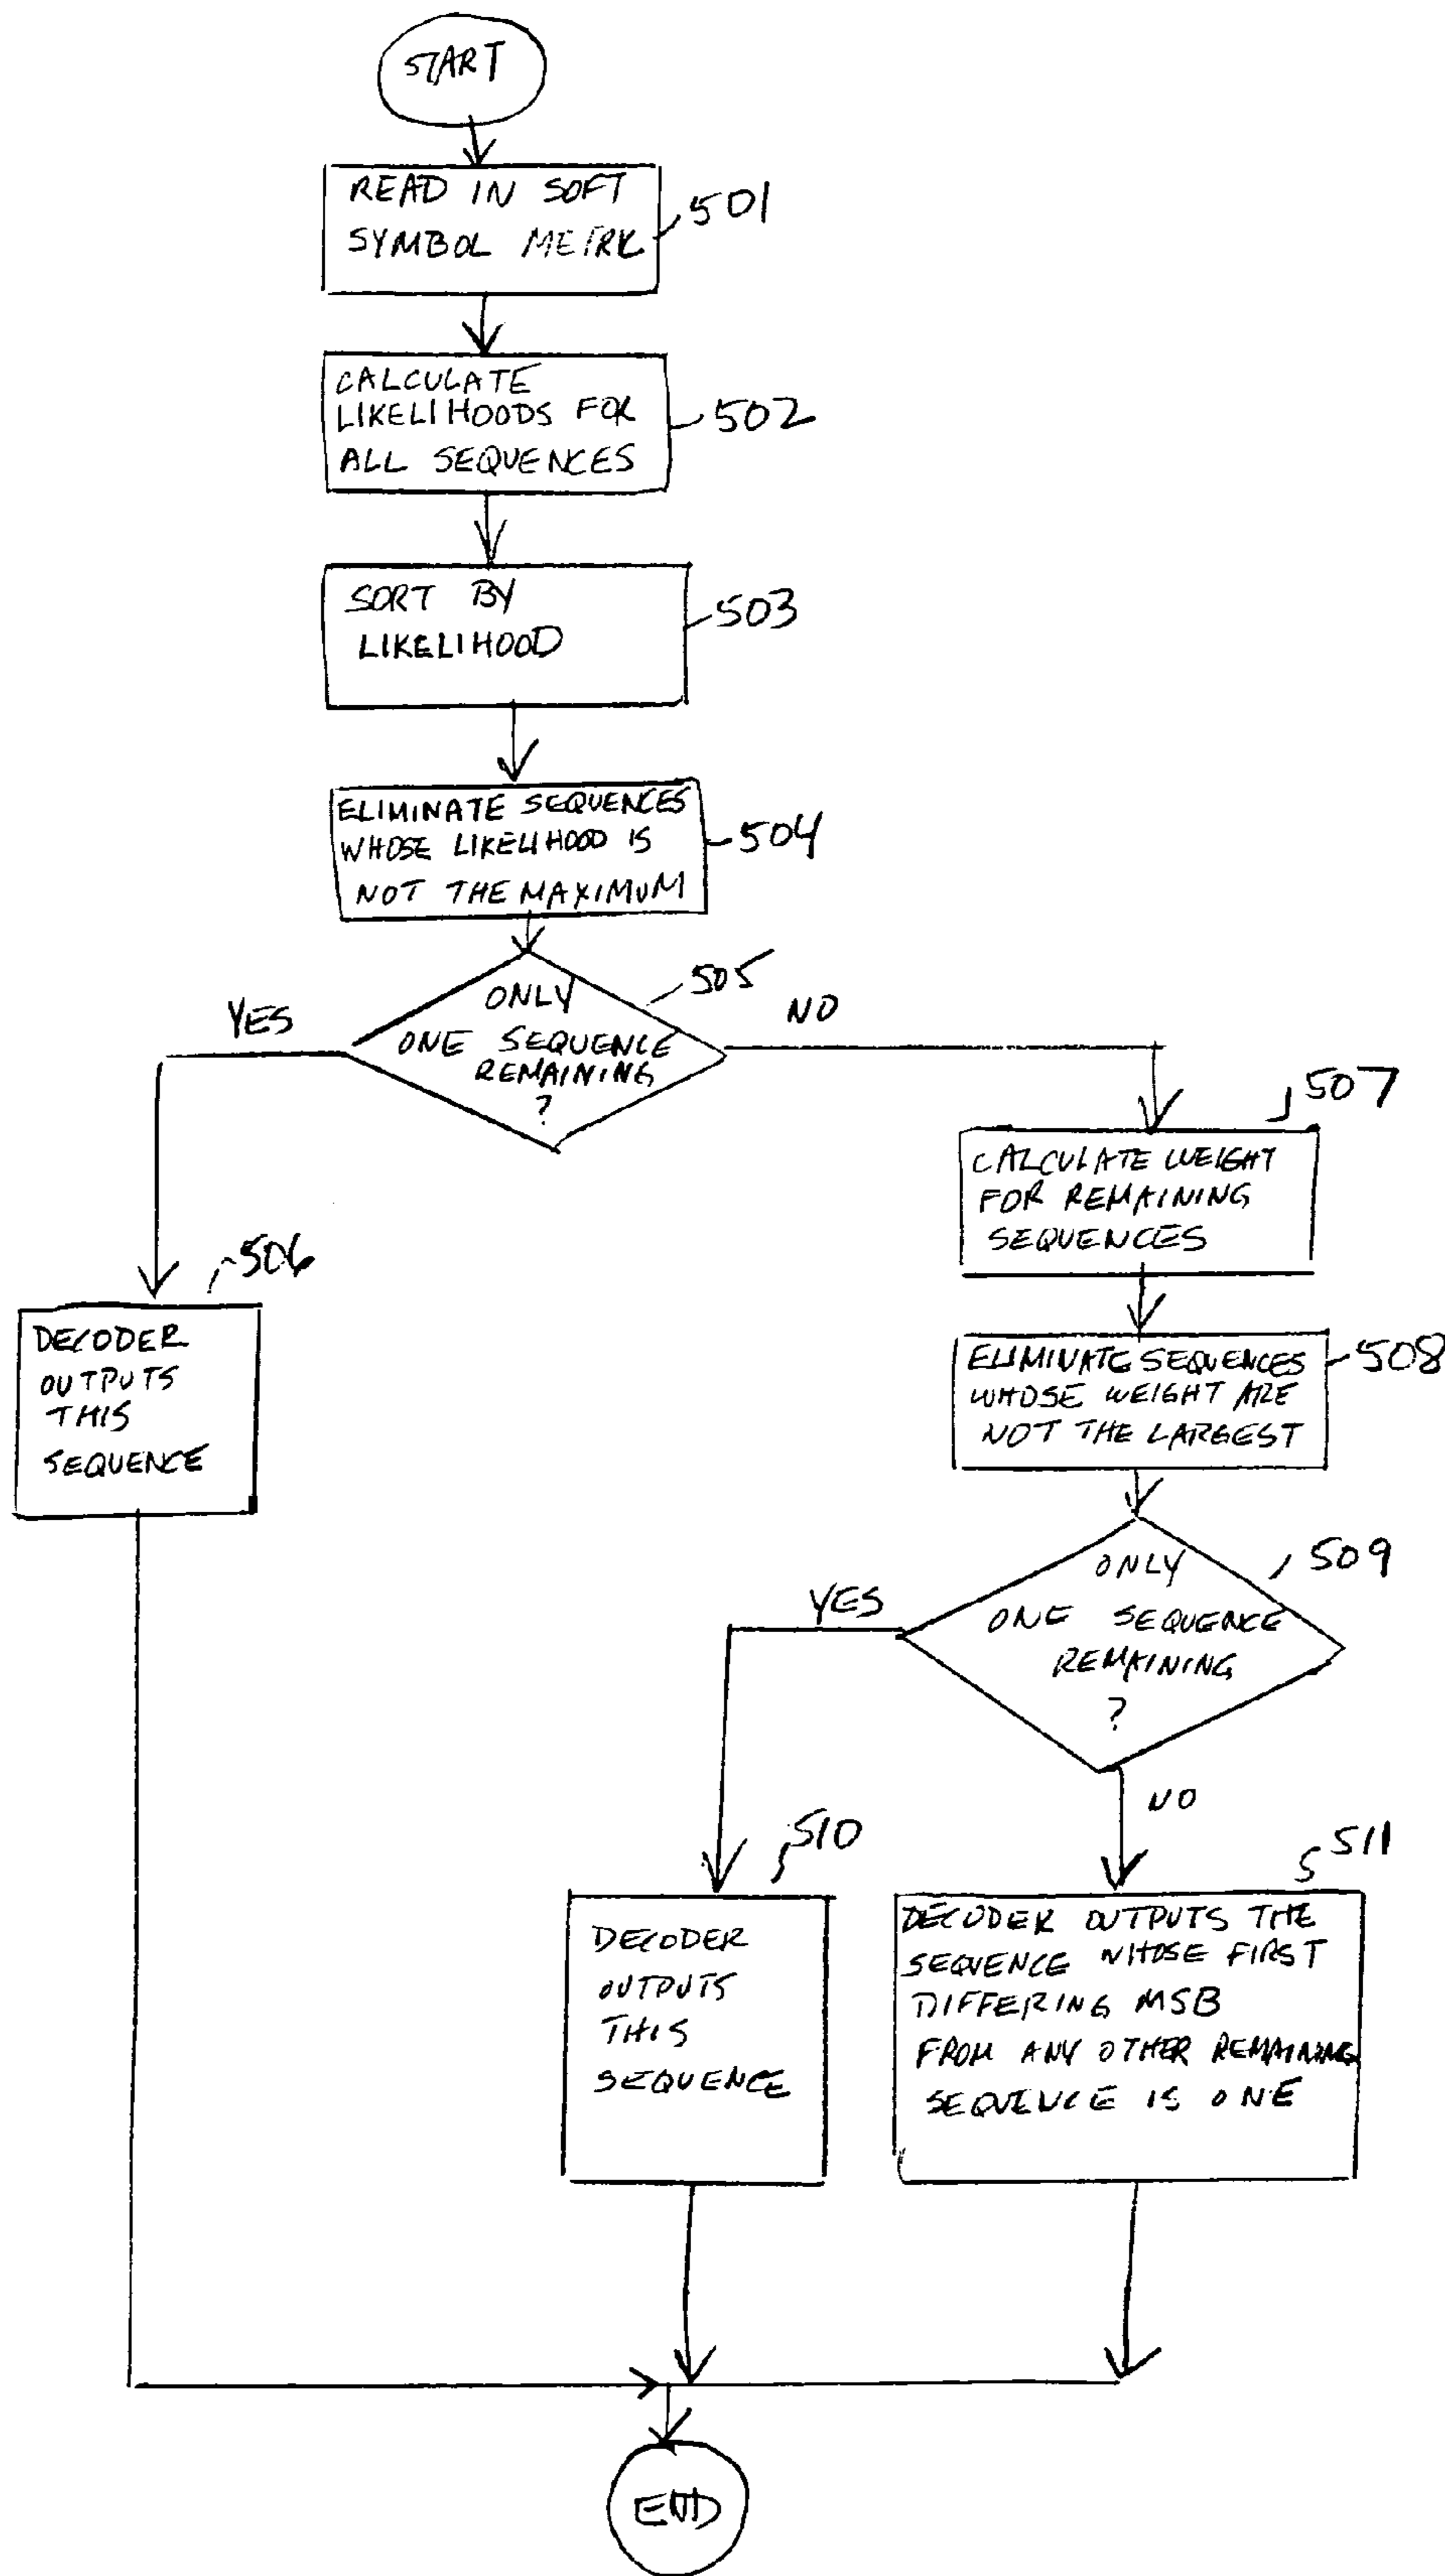 START
READ IN SOFT
SYMBOL METRIC
501
CALCULATE
LIKELIHOODS FOR
ALL SEQUENCES
502
SORT BY
LIKELIHOOD
503
ELIMINATE SEQUENCES
WHOSE LIKELIHOOD IS
NOT THE MAXIMUM
504
505
ONLY
ONE SEQUENCE
REMAINING
?
YES
NO
506
DECODER
OUTPUTS
THIS
SEQUENCE
507
CALCULATE WEIGHT
FOR REMAINING
SEQUENCES
508
ELIMINATE SEQUENCES
WHOSE WEIGHT ARE
NOT THE LARGEST
509
ONLY
ONE SEQUENCE
REMAINING
?
YES
NO
510
DECODER
OUTPUTS
THIS
SEQUENCE
511
DECODER OUTPUTS THE
SEQUENCE WHOSE FIRST
DIFFERING MSB
FROM ANY OTHER REMAINING
SEQUENCE IS ONE
END